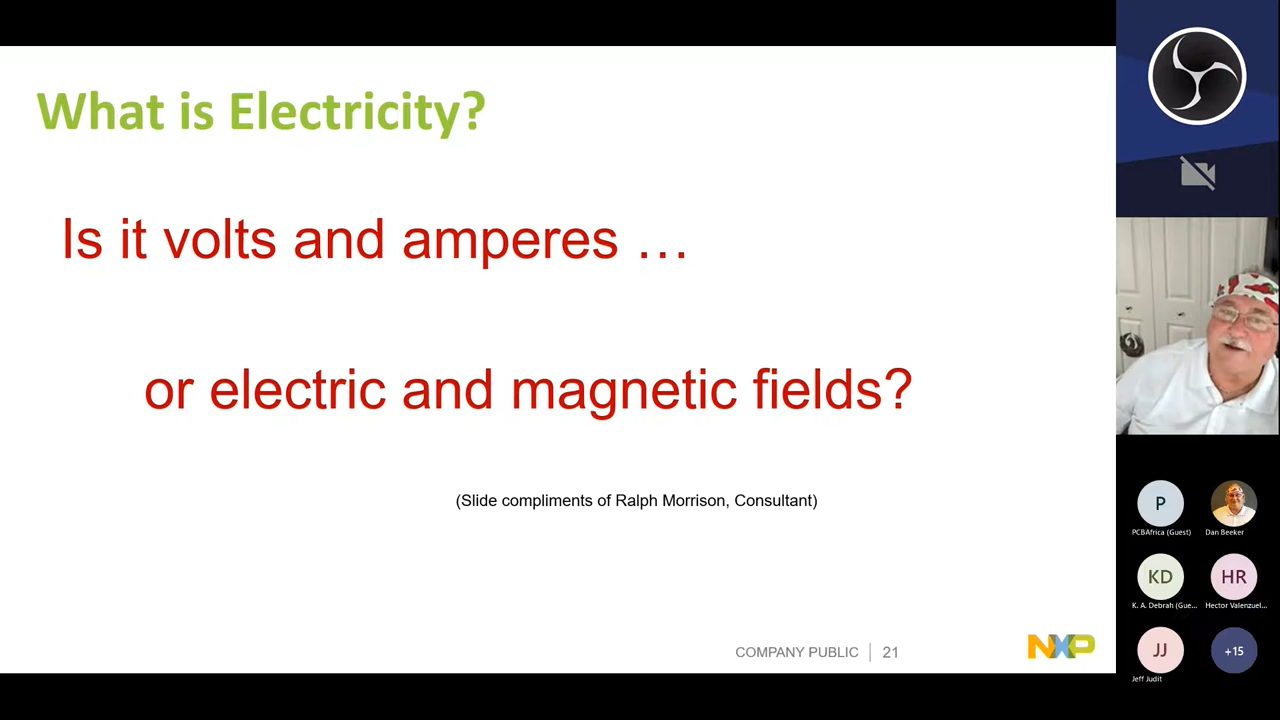 What is Electricity?
Is it volts and amperes …
or electric and magnetic fields?
(Slide compliments of Ralph Morrison, Consultant)
COMPANY PUBLIC | 21
NXP
P
PCBAfrica (Guest)
Dan Beeker
KD
HR
K. A. Debrah (Gue...
Hector Valenzuel...
JJ
+15
Jeff Judit